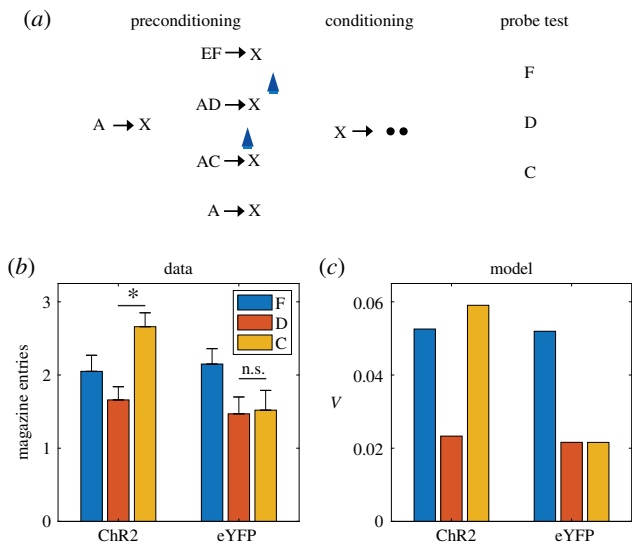 (a) preconditioning conditioning probe test
EF → X
F
AD → X
A → X
X → ●●
D
AC → X
C
A → X
(b) data
(c) model
3
2
1
0
magazine entries
*
F
D
C
n.s.
ChR2 eYFP
0.06
0.04
0.02
0
V
ChR2 eYFP